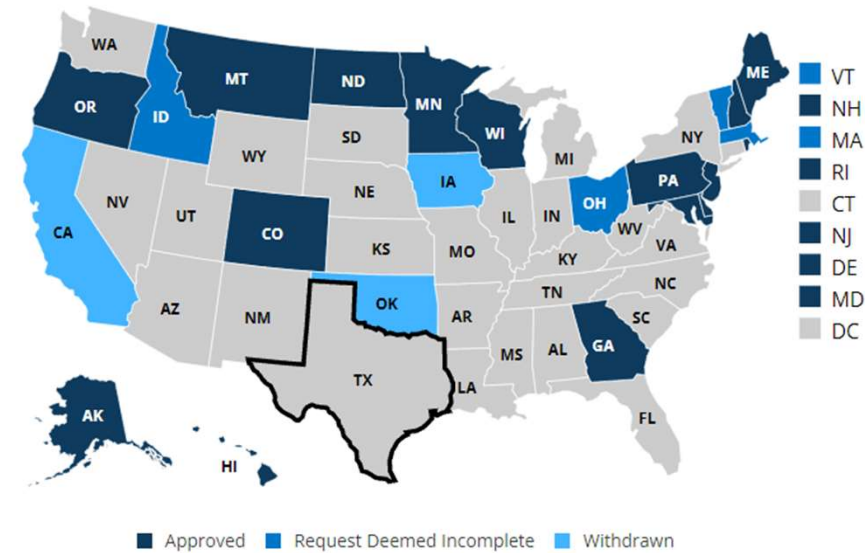 WA
MT
ND
ME
VT
OR
MN
NH
ID
WI
SD
NY
MA
WY
MI
RI
IA
PA
NE
CT
NV
OH
UT
IL
IN
NJ
CA
CO
WV
KS
MO
VA
DE
KY
NC
MD
TN
OK
AZ
NM
AR
SC
DC
MS
AL
GA
TX
LA
FL
AK
HI
Approved
Request Deemed Incomplete
Withdrawn